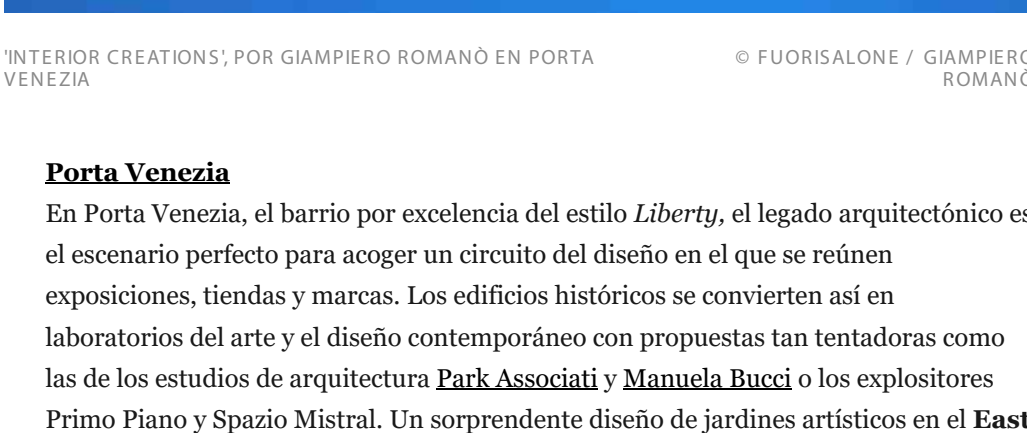 'INTERIOR CREATIONS', POR GIAMPIERO ROMANÒ EN PORTA
VENEZIA
© FUORISALONE / GIAMPIERO
ROMANÒ
Porta Venezia
En Porta Venezia, el barrio por excelencia del estilo Liberty, el legado arquitectónico es
el escenario perfecto para acoger un circuito del diseño en el que se reúnen
exposiciones, tiendas y marcas. Los edificios históricos se convierten así en
laboratorios del arte y el diseño contemporáneo con propuestas tan tentadoras como
las de los estudios de arquitectura Park Associati y Manuela Bucci o los explositores
Primo Piano y Spazio Mistral. Un sorprendente diseño de jardines artísticos en el East